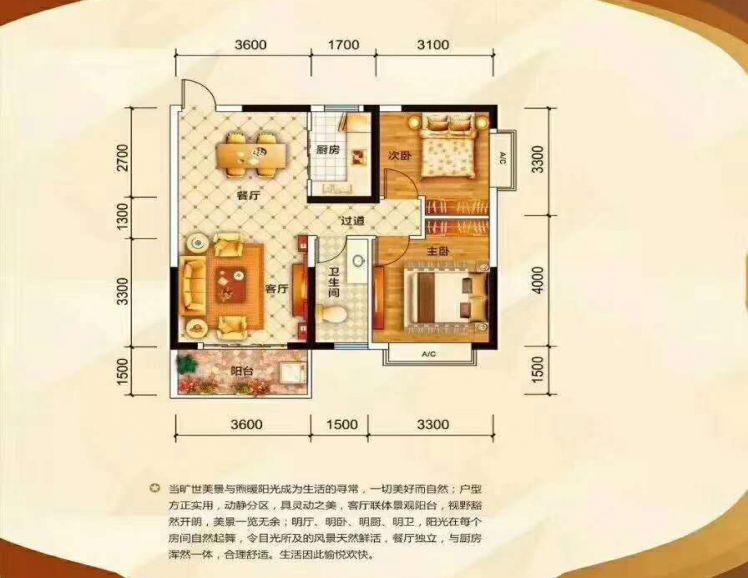 3600 1700 3100
2700
1300
3300
1500
3300
4000
1500
厨房
次卧
A/C
餐厅
过道
主卧
卫生间
客厅
A/C
阳台
3600 1500 3300
当旷世美景与煦暖阳光成为生活的寻常，一切美好而自然；户型
方正实用，动静分区，具灵动之美，客厅联体景观阳台，视野豁
然开朗，美景一览无余；明厅、明卧、明厨、明卫，阳光在每个
房间自然起舞，令目光所及的风景天然鲜活，餐厅独立，与厨房
浑然一体，合理舒适。生活因此愉悦欢快。